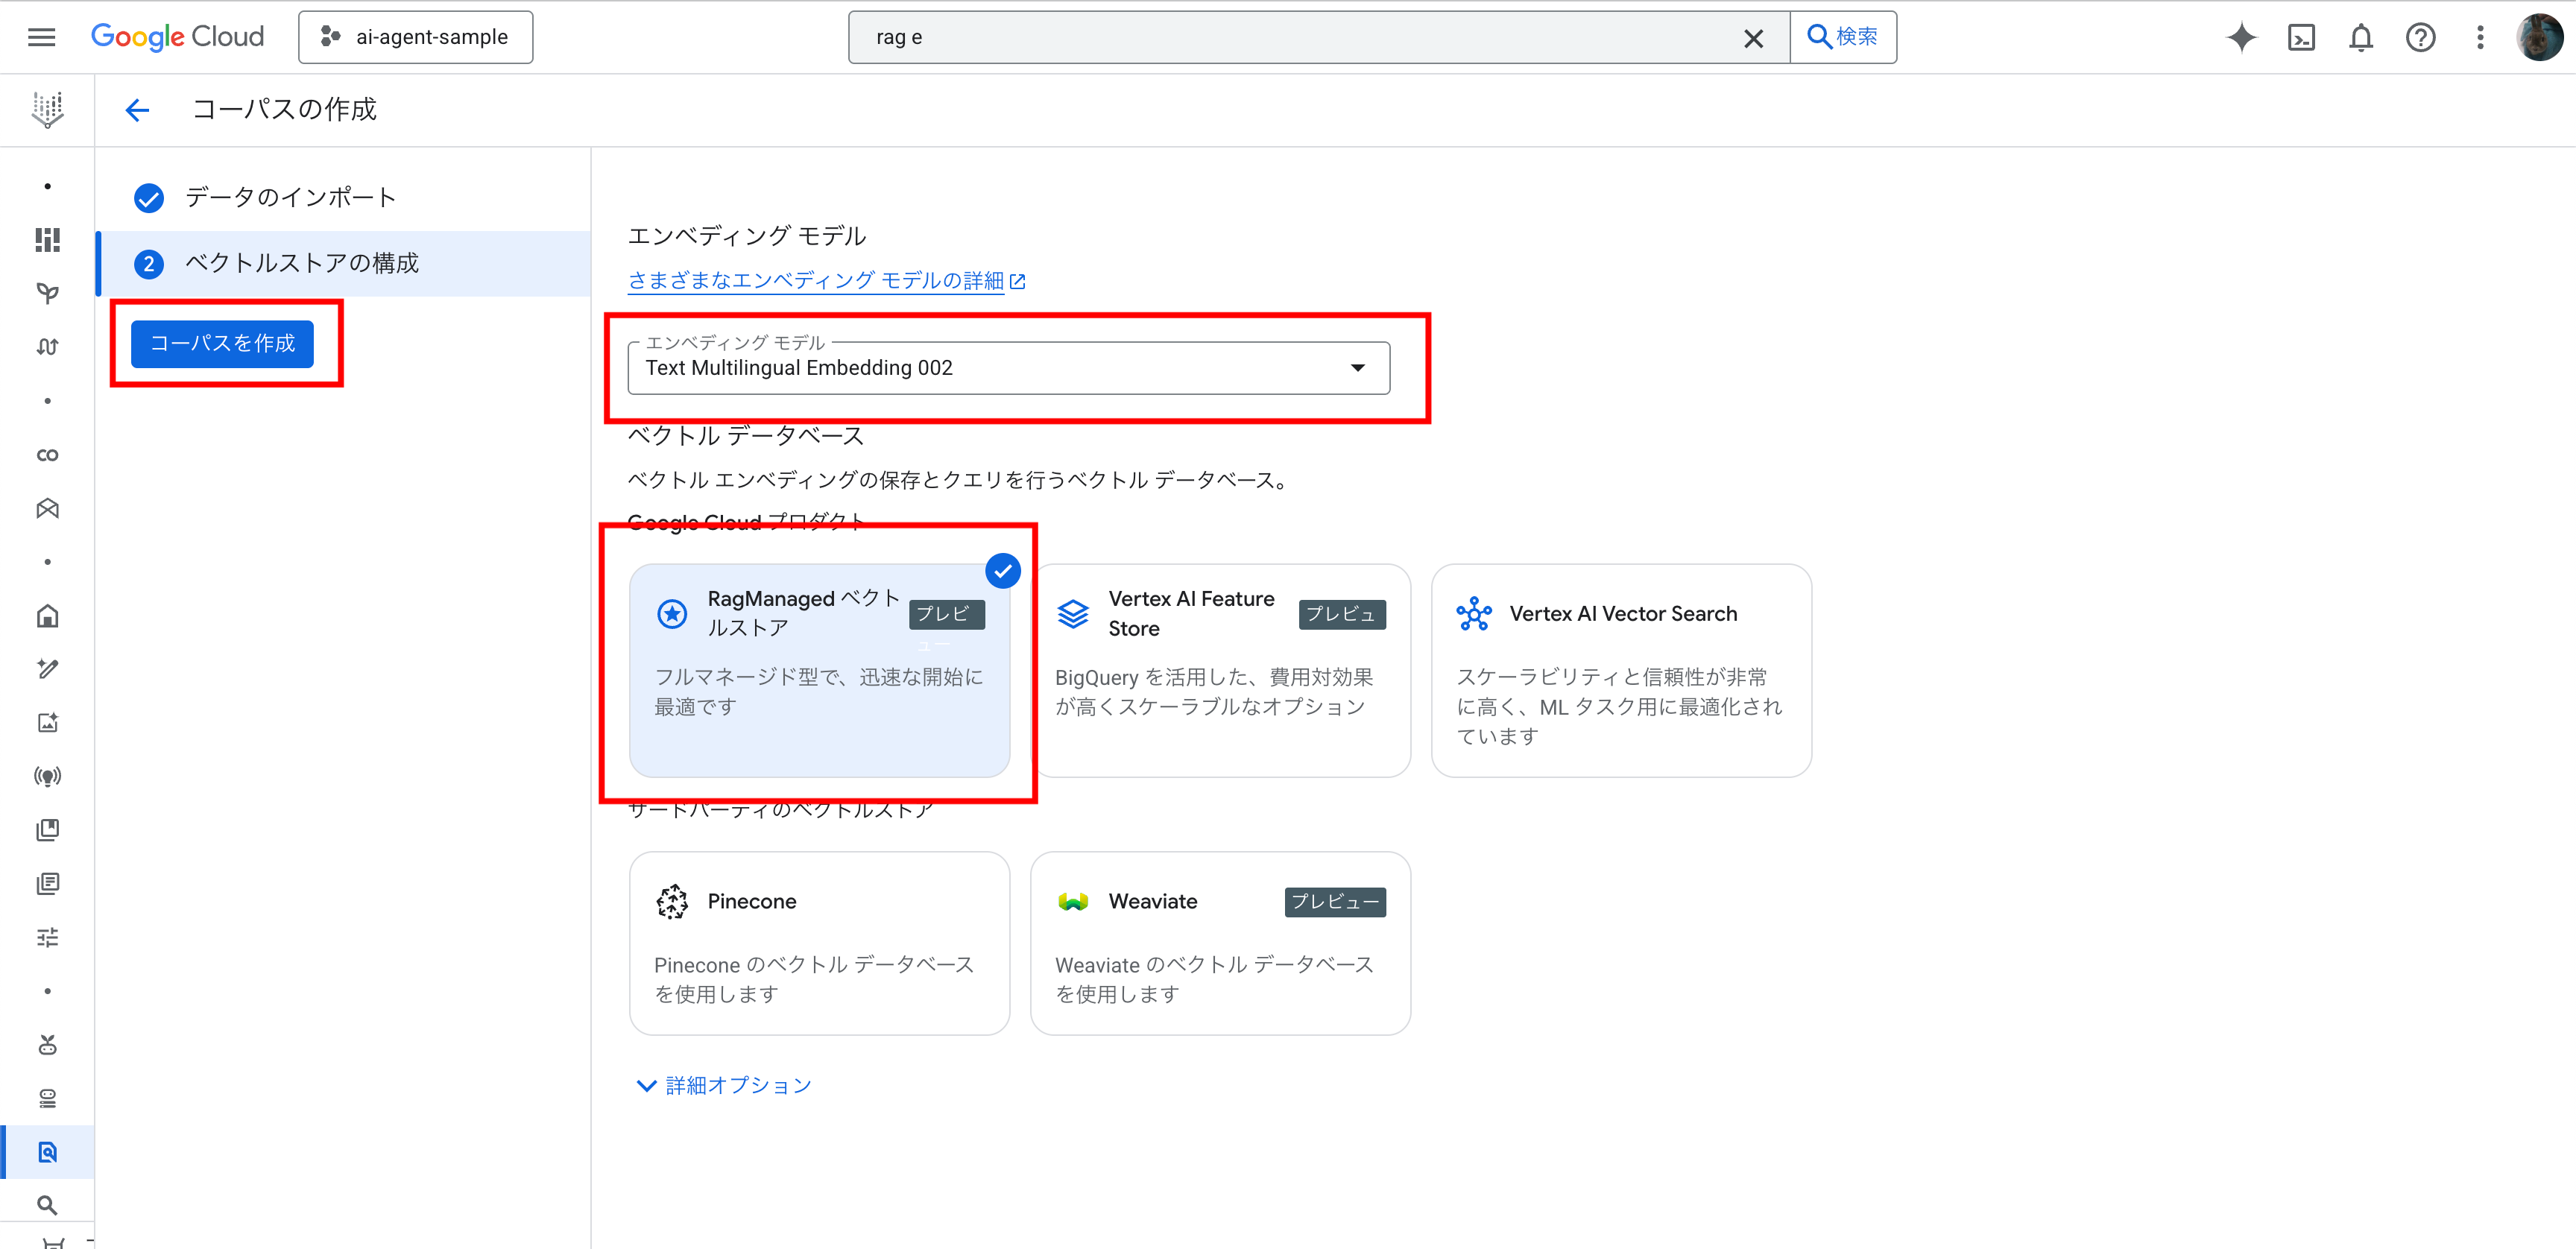 Google Cloud
ai-agent-sample
rag e
検索
コーパスの作成
データのインポート
2 ベクトルストアの構成
コーパスを作成
エンベディング モデル
さまざまなエンベディング モデルの詳細
エンベディング モデル
Text Multilingual Embedding 002
ベクトル データベース
ベクトル エンベディングの保存とクエリを行うベクトル データベース。
Google Cloud プロダクト
RagManaged ベクト
ルストア
プレビ
ュー
フルマネージド型で、迅速な開始に
最適です
Vertex AI Feature
Store
プレビュ
BigQuery を活用した、費用対効果
が高くスケーラブルなオプション
Vertex AI Vector Search
スケーラビリティと信頼性が非常
に高く、ML タスク用に最適化され
ています
サードパーティのベクトルストア
Pinecone
Pinecone のベクトル データベース
を使用します
Weaviate
プレビュー
Weaviate のベクトル データベース
を使用します
詳細オプション